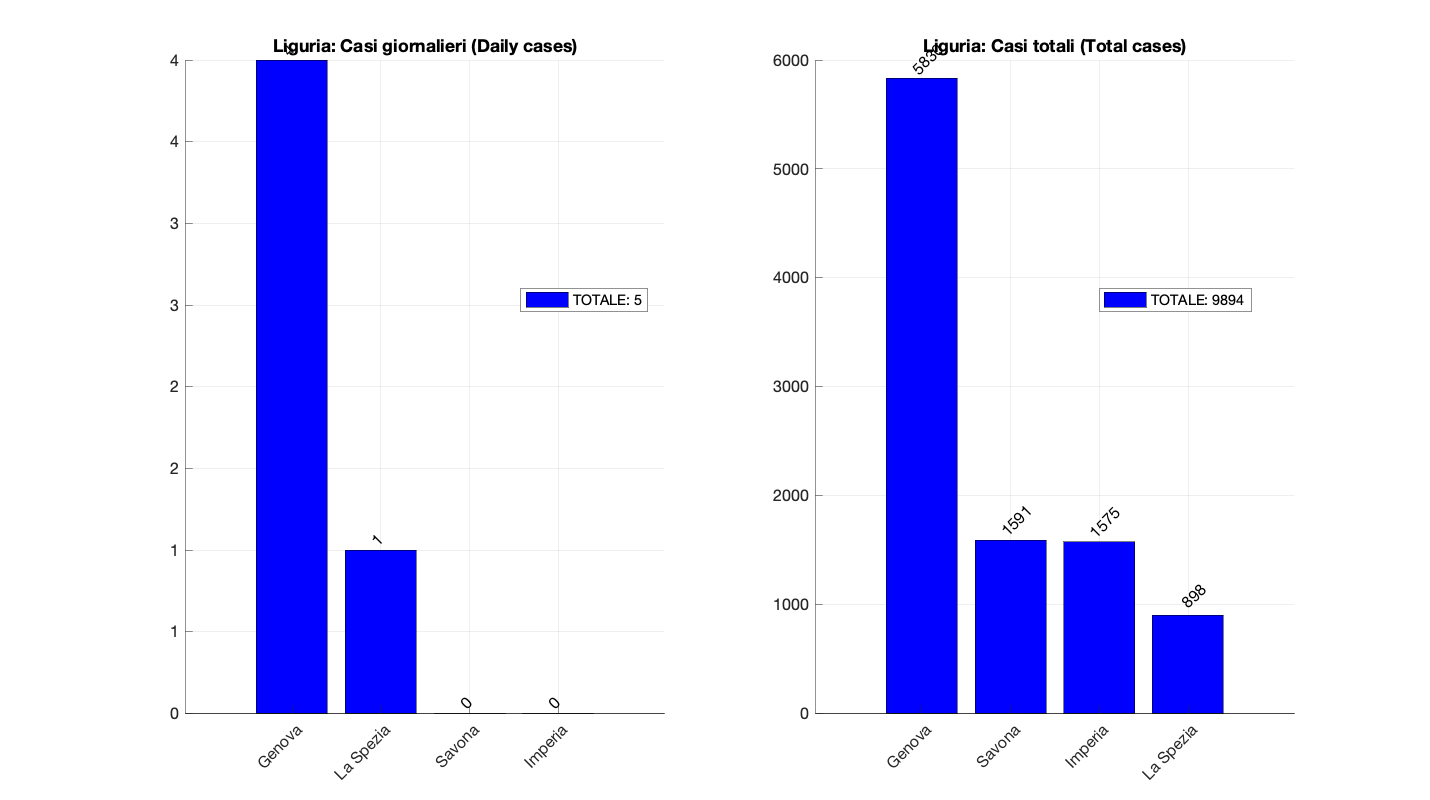 Liguria: Casi giornalieri (Daily cases)
4
4
3
3
2
2
1
1
0
1
0
0
TOTALE: 5
Genova
La Spezia
Savona
Imperia
Liguria: Casi totali (Total cases)
6000
5000
4000
3000
2000
1000
0
1591
1575
898
TOTALE: 9894
Genova
Savona
Imperia
La Spezia